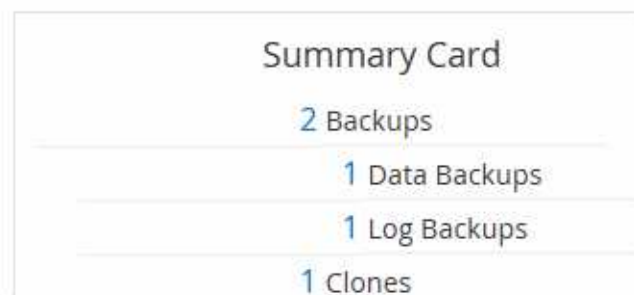 Summary Card
2 Backups
1 Data Backups
1 Log Backups
1 Clones